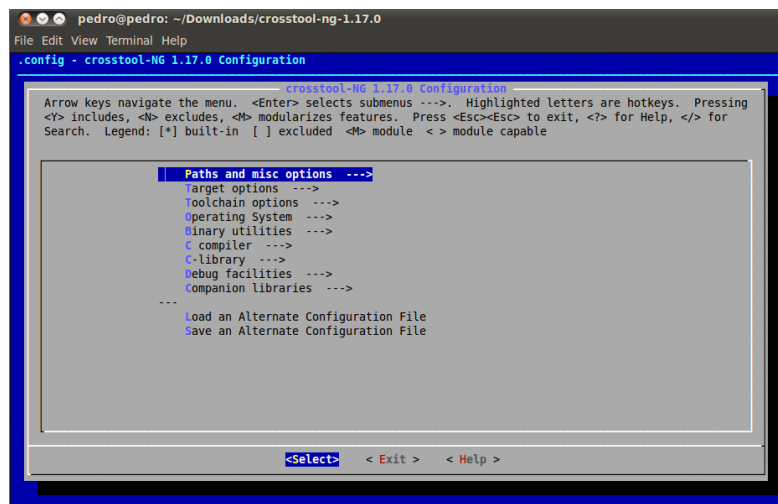 pedro@pedro: ~/Downloads/crosstool-ng-1.17.0
File Edit View Terminal Help
.config - crosstool-NG 1.17.0 Configuration
crosstool-NG 1.17.0 Configuration
Arrow keys navigate the menu. <Enter> selects submenus --->. Highlighted letters are hotkeys. Pressing
<Y> includes, <N> excludes, <M> modularizes features. Press <Esc><Esc> to exit, <?> for Help, </> for
Search. Legend: [*] built-in [ ] excluded <M> module < > module capable
Paths and misc options --->
Target options --->
Toolchain options --->
Operating System --->
Binary utilities --->
C compiler --->
C-library --->
Debug facilities --->
Companion libraries --->
---
Load an Alternate Configuration File
Save an Alternate Configuration File
<Select> < Exit > < Help >